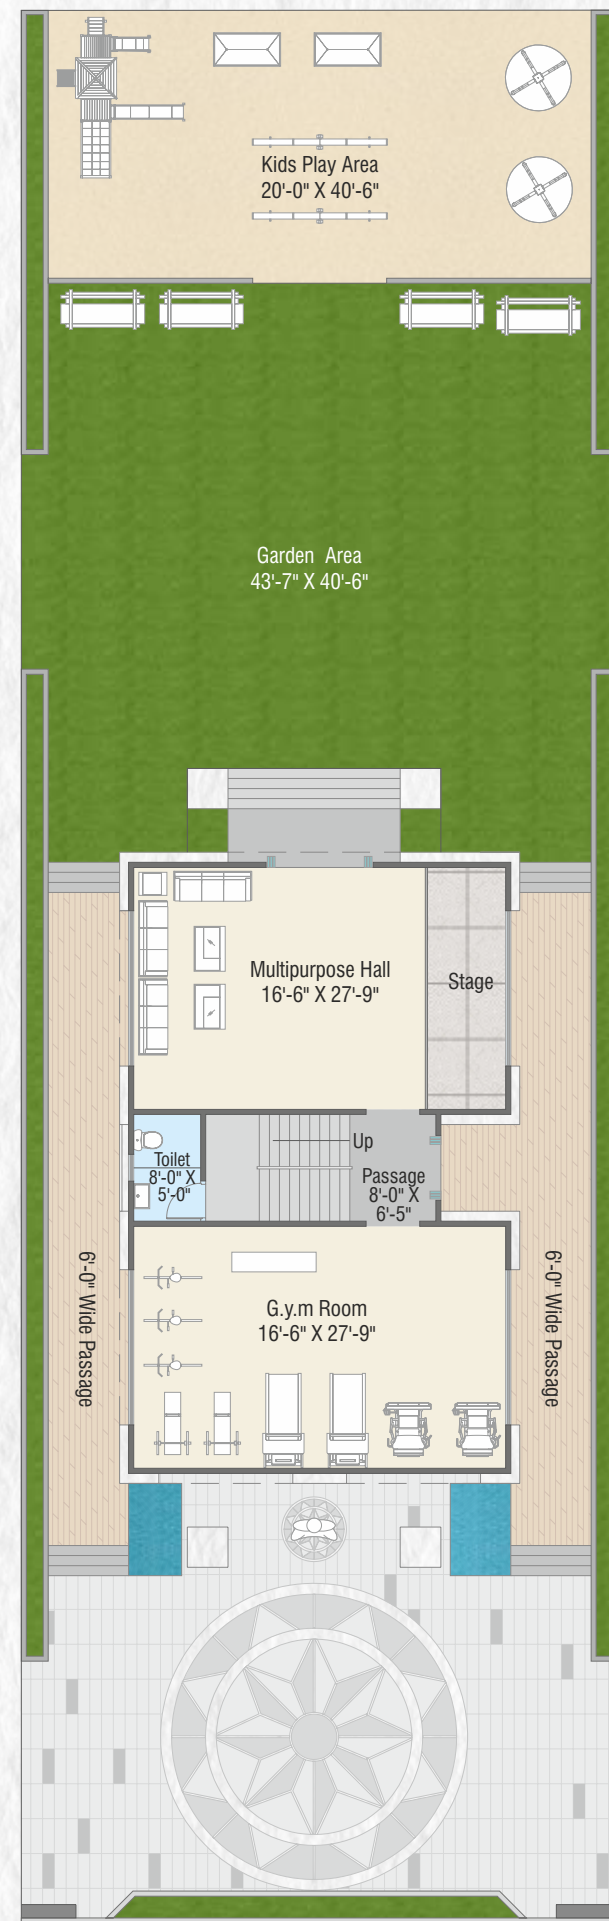 Kids Play Area
20'-0" X 40'-6"
Garden Area
43'-7" X 40'-6"
Multipurpose Hall
16'-6" X 27'-9"
Stage
Up
Toilet
8'-0" X
5'-0"
Passage
8'-0" X
6'-5"
G.y.m Room
16'-6" X 27'-9"
6'-0" Wide Passage
6'-0" Wide Passage